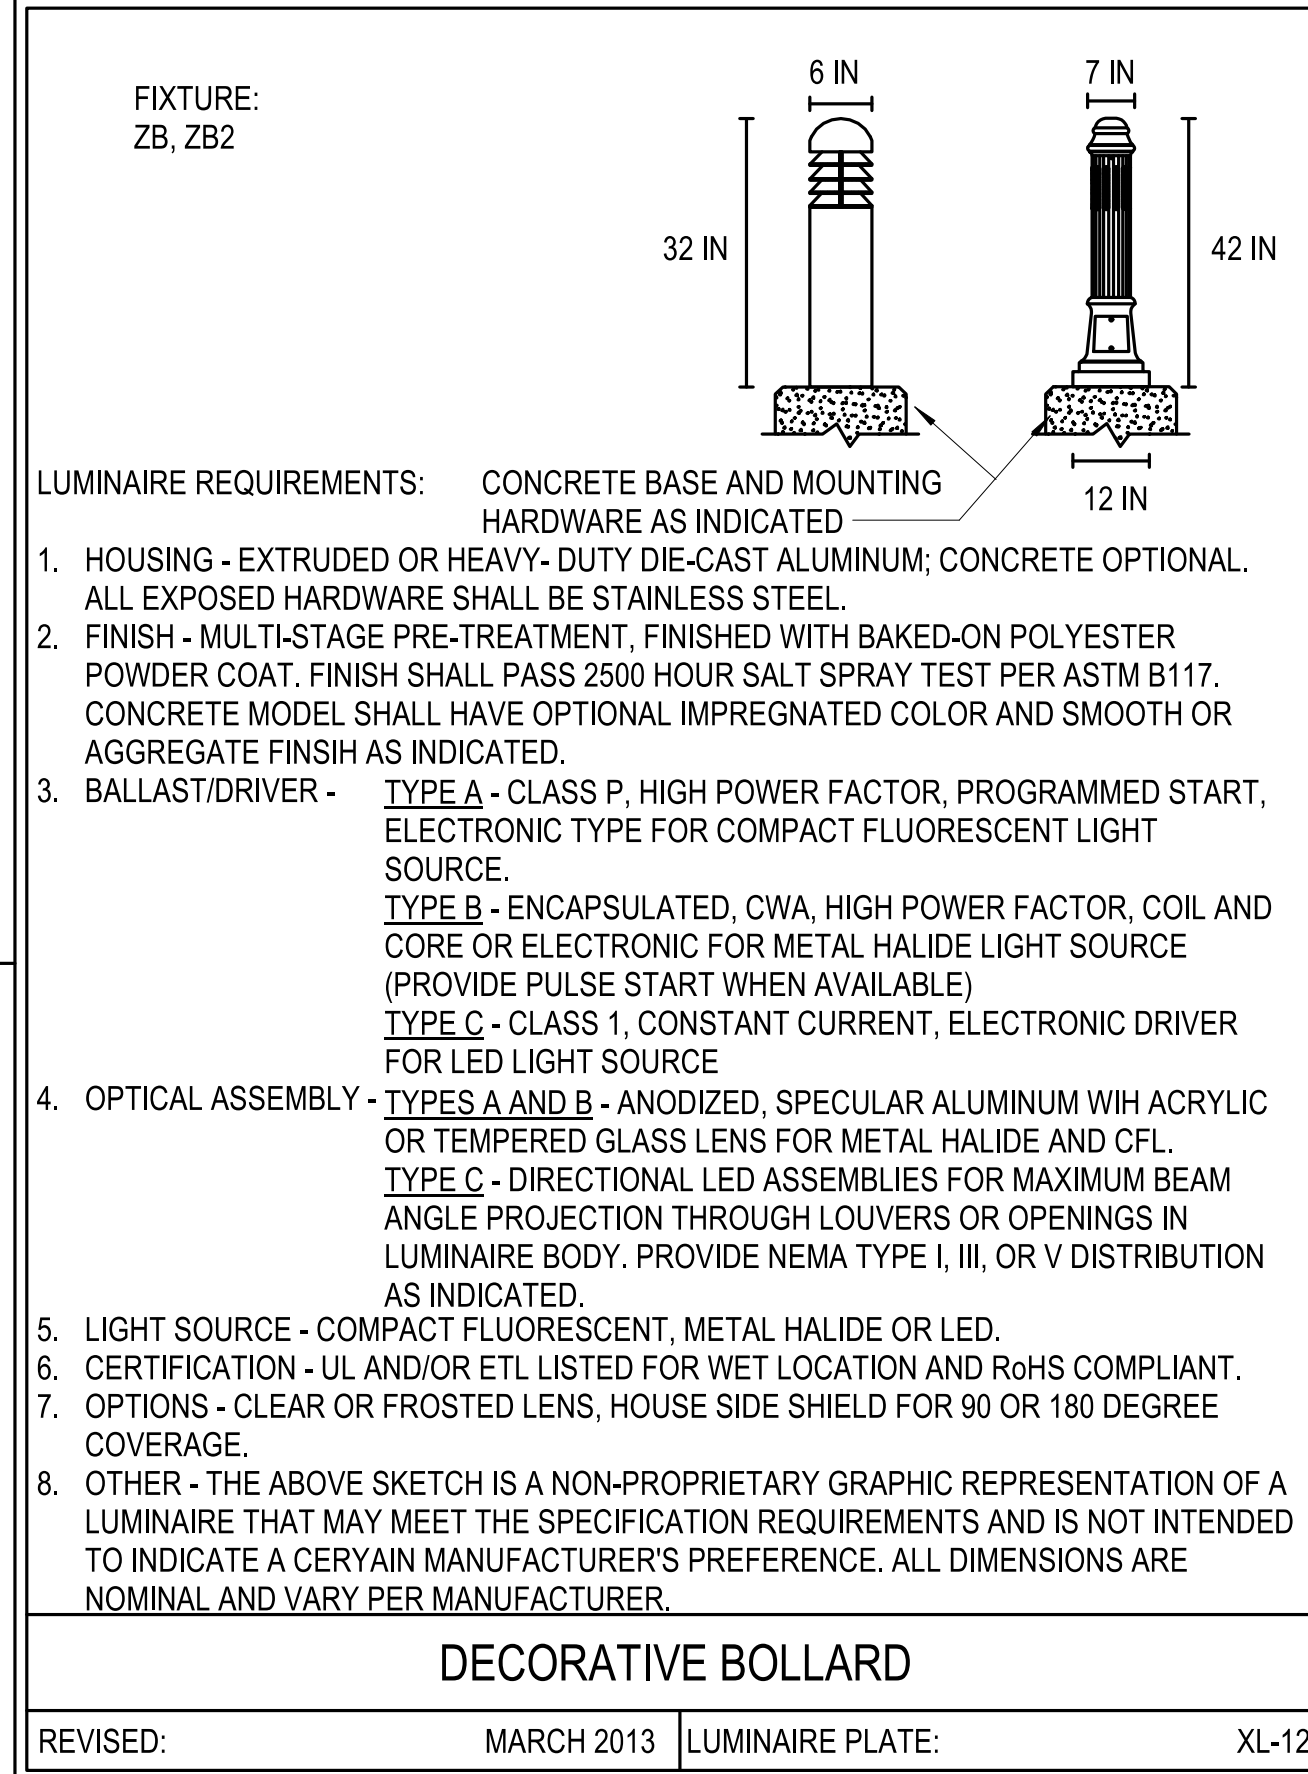 FIXTURE:
ZB, ZB2
6 IN
7 IN
32 IN
42 IN
12 IN
LUMINAIRE REQUIREMENTS:
CONCRETE BASE AND MOUNTING
HARDWARE AS INDICATED
1. HOUSING - EXTRUDED OR HEAVY- DUTY DIE-CAST ALUMINUM; CONCRETE OPTIONAL.
ALL EXPOSED HARDWARE SHALL BE STAINLESS STEEL.
2. FINISH - MULTI-STAGE PRE-TREATMENT, FINISHED WITH BAKED-ON POLYESTER
POWDER COAT. FINISH SHALL PASS 2500 HOUR SALT SPRAY TEST PER ASTM B117.
CONCRETE MODEL SHALL HAVE OPTIONAL IMPREGNATED COLOR AND SMOOTH OR
AGGREGATE FINSIH AS INDICATED.
3. BALLAST/DRIVER - TYPE A - CLASS P, HIGH POWER FACTOR, PROGRAMMED START,
ELECTRONIC TYPE FOR COMPACT FLUORESCENT LIGHT
SOURCE.
TYPE B - ENCAPSULATED, CWA, HIGH POWER FACTOR, COIL AND
CORE OR ELECTRONIC FOR METAL HALIDE LIGHT SOURCE
(PROVIDE PULSE START WHEN AVAILABLE)
TYPE C - CLASS 1, CONSTANT CURRENT, ELECTRONIC DRIVER
FOR LED LIGHT SOURCE
4. OPTICAL ASSEMBLY - TYPES A AND B - ANODIZED, SPECULAR ALUMINUM WIH ACRYLIC
OR TEMPERED GLASS LENS FOR METAL HALIDE AND CFL.
TYPE C - DIRECTIONAL LED ASSEMBLIES FOR MAXIMUM BEAM
ANGLE PROJECTION THROUGH LOUVERS OR OPENINGS IN
LUMINAIRE BODY. PROVIDE NEMA TYPE I, III, OR V DISTRIBUTION
AS INDICATED.
5. LIGHT SOURCE - COMPACT FLUORESCENT, METAL HALIDE OR LED.
6. CERTIFICATION - UL AND/OR ETL LISTED FOR WET LOCATION AND RoHS COMPLIANT.
7. OPTIONS - CLEAR OR FROSTED LENS, HOUSE SIDE SHIELD FOR 90 OR 180 DEGREE
COVERAGE.
8. OTHER - THE ABOVE SKETCH IS A NON-PROPRIETARY GRAPHIC REPRESENTATION OF A
LUMINAIRE THAT MAY MEET THE SPECIFICATION REQUIREMENTS AND IS NOT INTENDED
TO INDICATE A CERYAIN MANUFACTURER'S PREFERENCE. ALL DIMENSIONS ARE
NOMINAL AND VARY PER MANUFACTURER.
DECORATIVE BOLLARD
REVISED: MARCH 2013
LUMINAIRE PLATE: XL-12